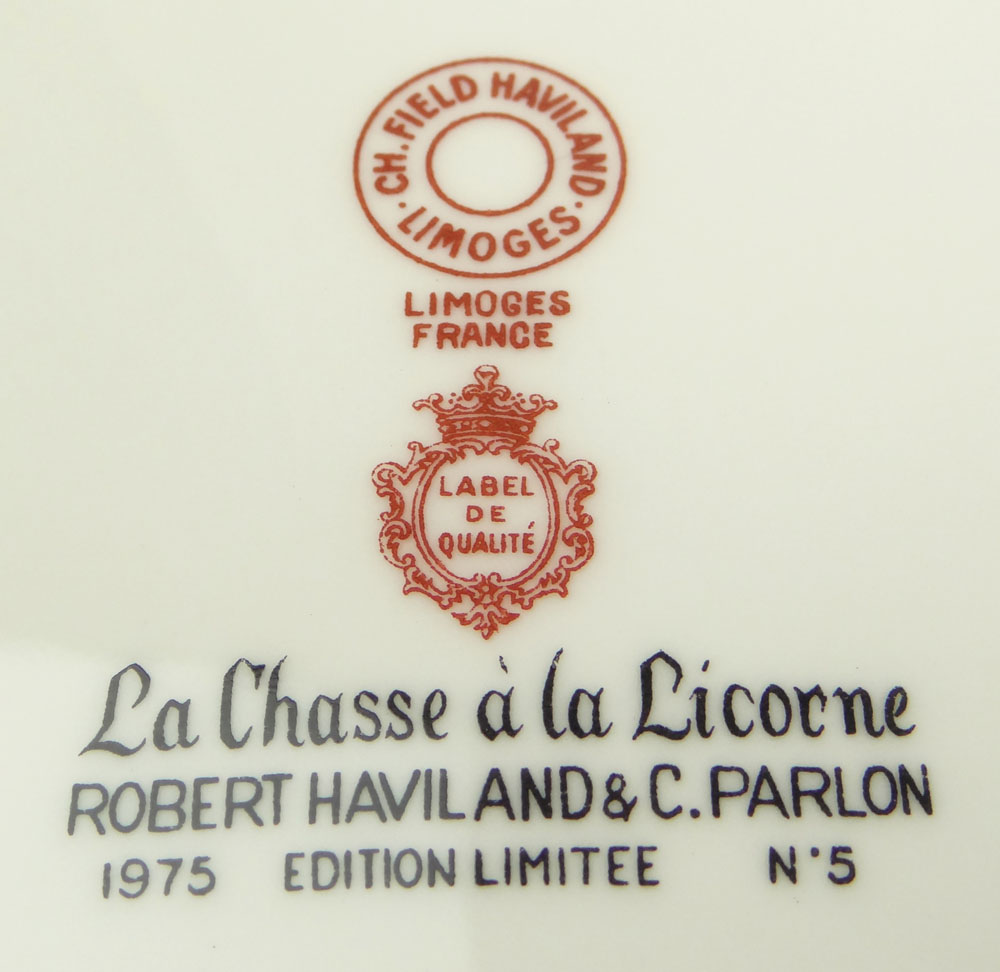 CH. FIELD HAVILAND
· LIMOGES ·
LIMOGES
FRANCE
LABEL
DE
QUALITÉ
La Chasse à la Licorne
ROBERT HAVILAND & C. PARLON
1975 EDITION LIMITEE N°5